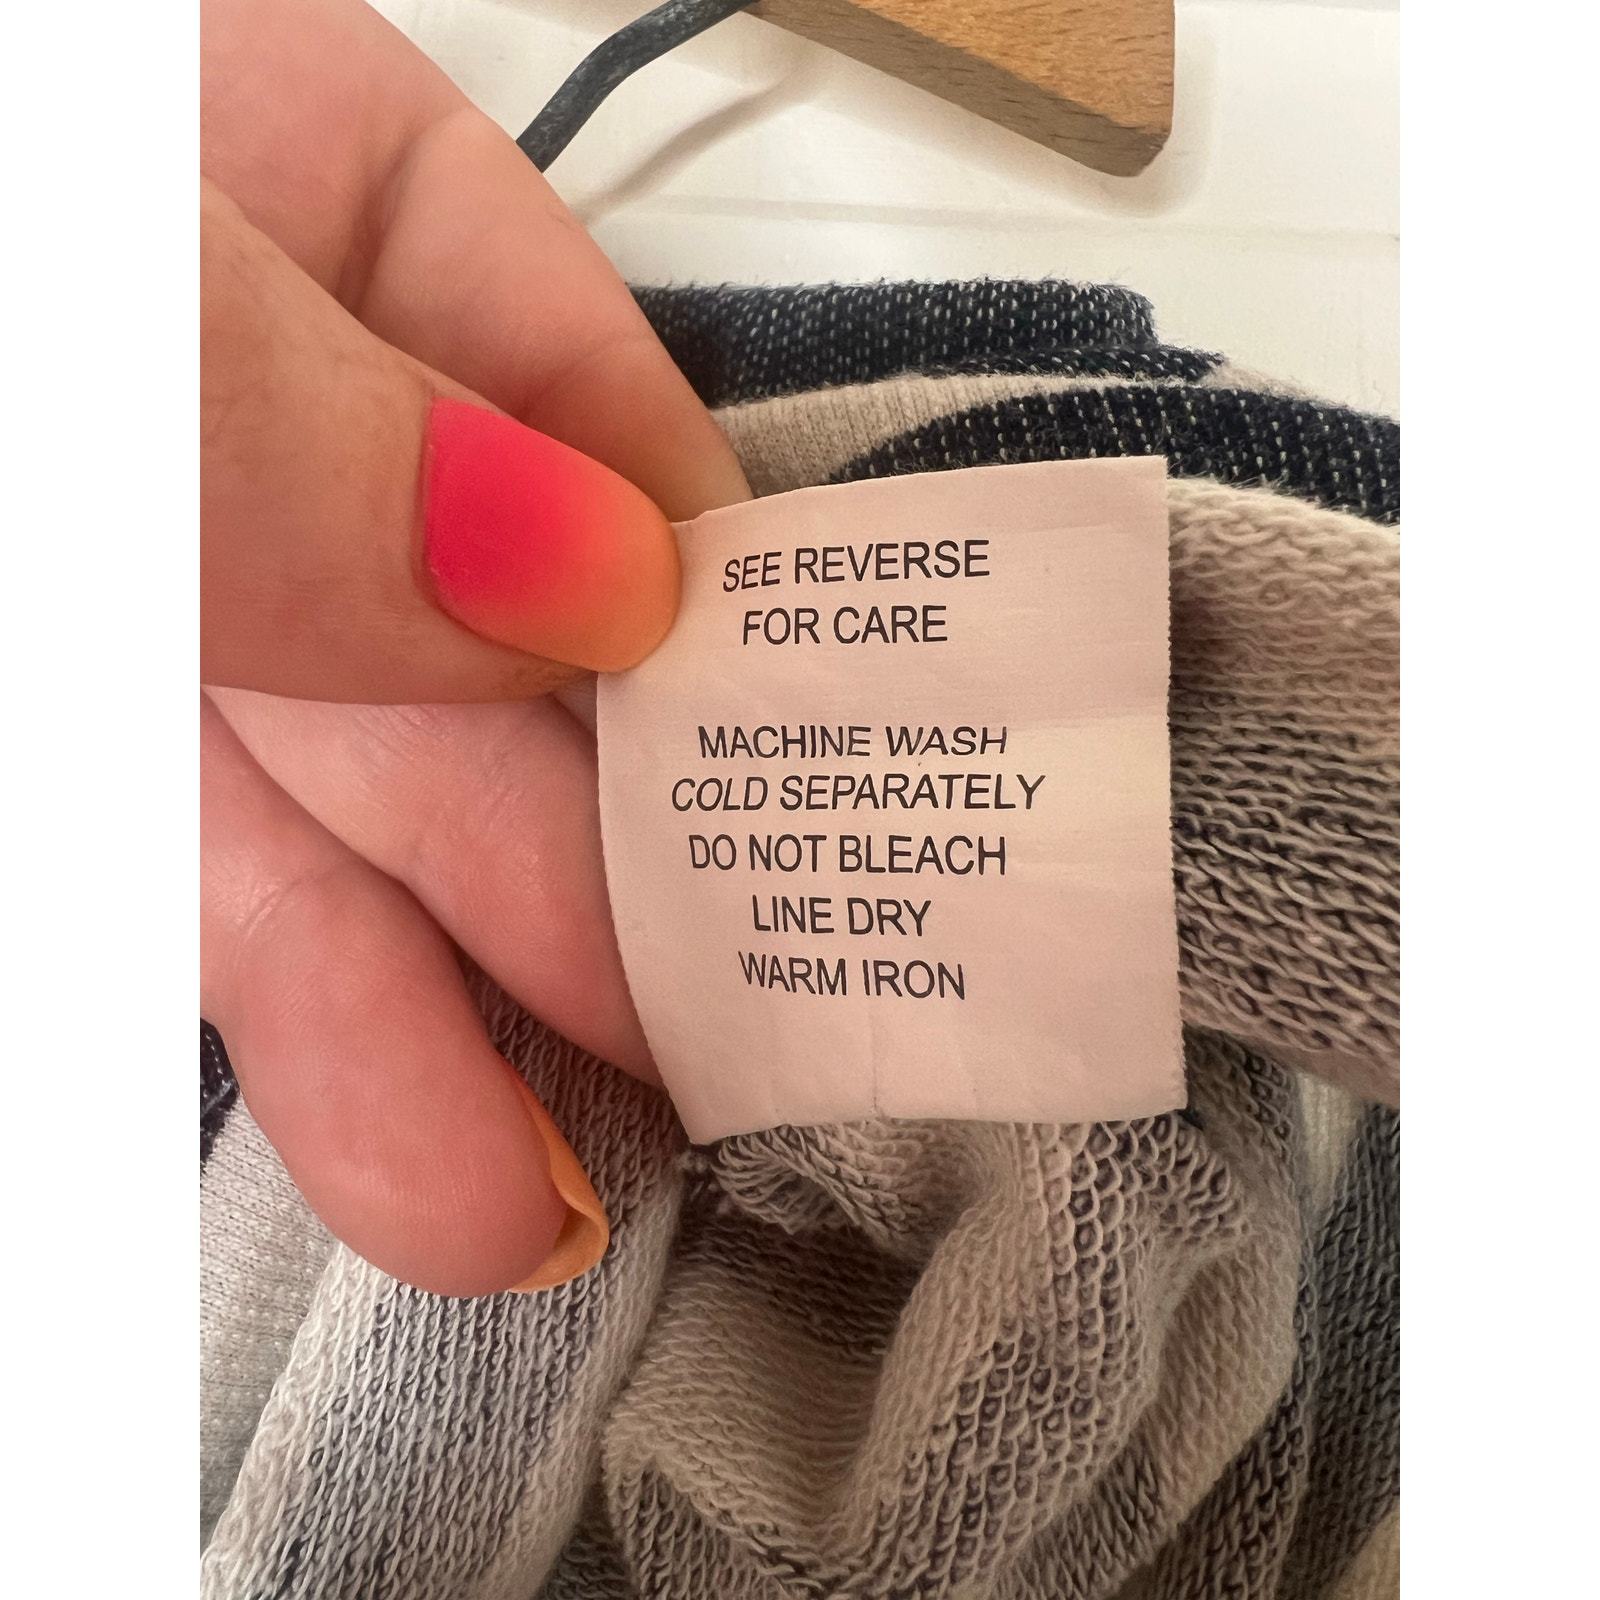 SEE REVERSE
FOR CARE
MACHINE WASH
COLD SEPARATELY
DO NOT BLEACH
LINE DRY
WARM IRON